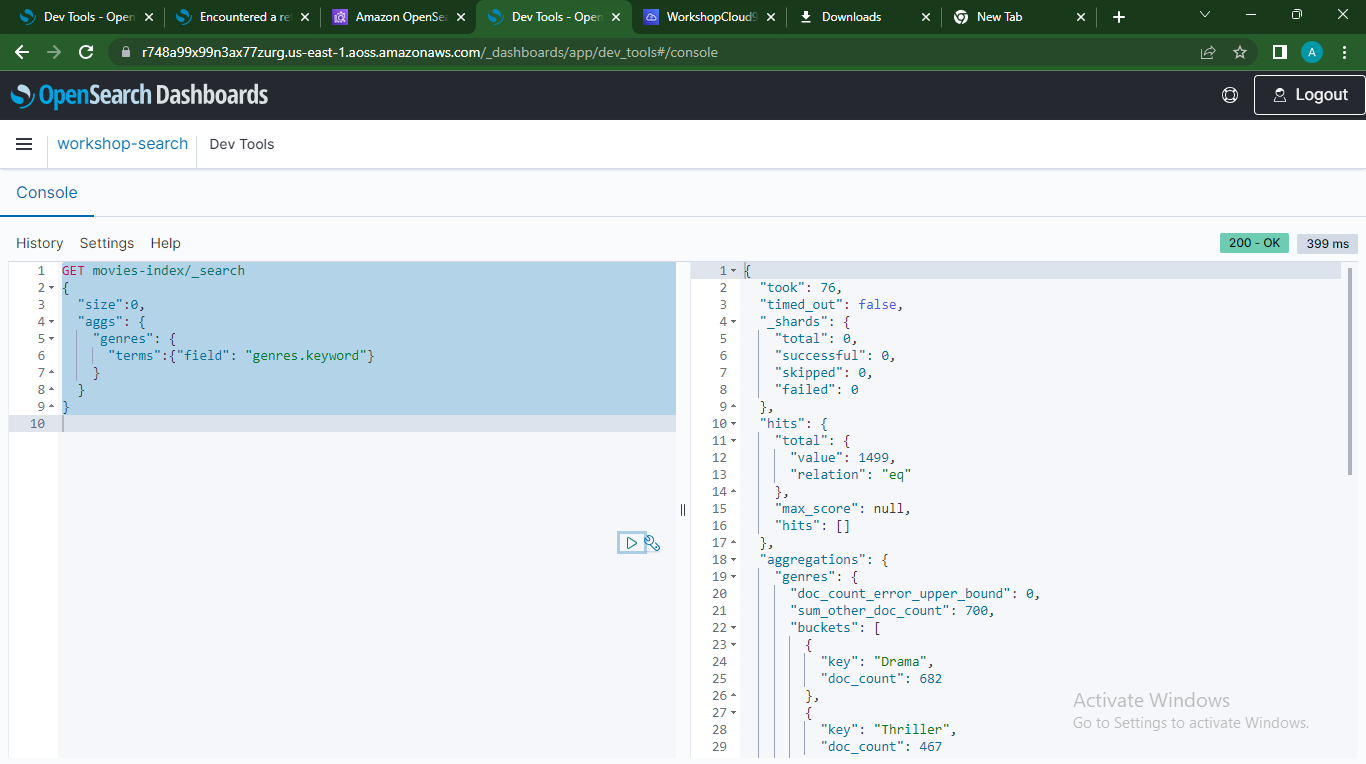 Dev Tools - Open
Encountered a re
Amazon OpenSe
Dev Tools - Open
WorkshopCloud9
Downloads
New Tab
r748a99x99n3ax77zurg.us-east-1.aoss.amazonaws.com/_dashboards/app/dev_tools#/console
A
OpenSearch Dashboards
Logout
workshop-search
Dev Tools
Console
History Settings Help
200 - OK
399 ms
1 GET movies-index/_search
2 {
3 "size":0,
4 "aggs": {
5 "genres": {
6 "terms":{"field": "genres.keyword"}
7 }
8 }
9 }
10
1 {
2 "took": 76,
3 "timed_out": false,
4 "_shards": {
5 "total": 0,
6 "successful": 0,
7 "skipped": 0,
8 "failed": 0
9 },
10 "hits": {
11 "total": {
12 "value": 1499,
13 "relation": "eq"
14 },
15 "max_score": null,
16 "hits": []
17 },
18 "aggregations": {
19 "genres": {
20 "doc_count_error_upper_bound": 0,
21 "sum_other_doc_count": 700,
22 "buckets": [
23 {
24 "key": "Drama",
25 "doc_count": 682
26 },
27 {
28 "key": "Thriller",
29 "doc_count": 467
Activate Windows
Go to Settings to activate Windows.